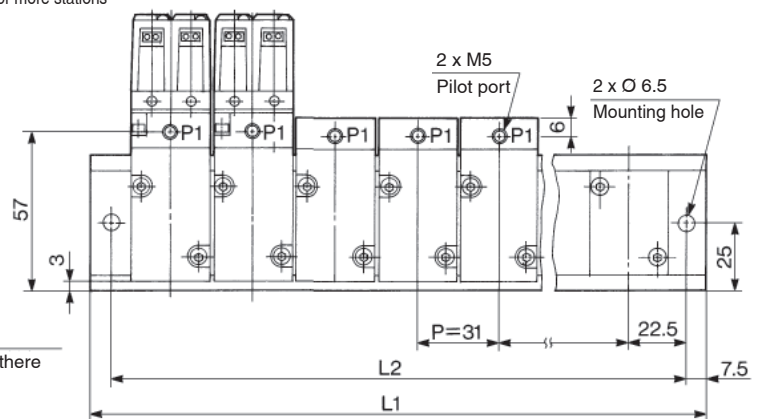 or more stations
2 x M5
Pilot port
2 x Ø 6.5
Mounting hole
6
P1
P1
P1
P1
P1
57
3
25
P=31
22.5
there
L2
7.5
L1